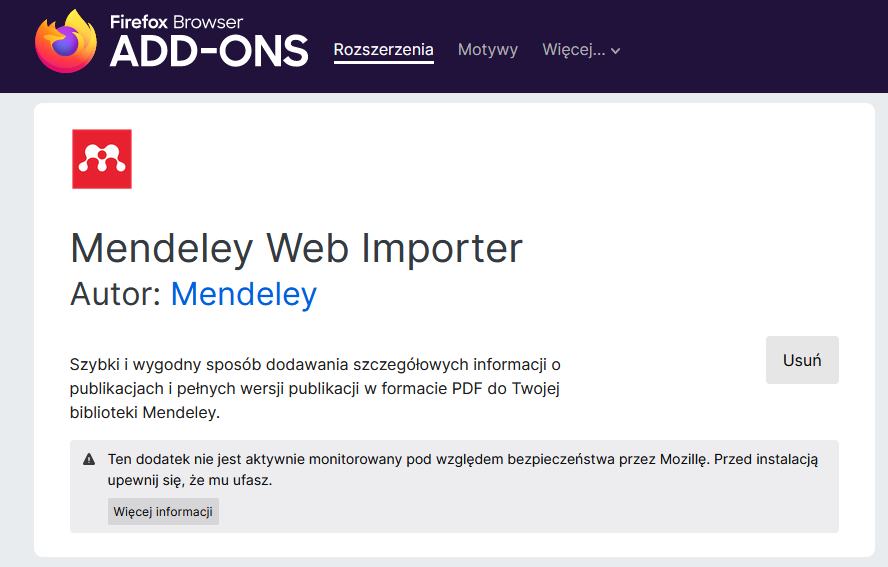 Firefox Browser
ADD-ONS
Rozszerzenia Motywy Więcej...
Mendeley Web Importer
Autor: Mendeley
Szybki i wygodny sposób dodawania szczegółowych informacji o
publikacjach i pełnych wersji publikacji w formacie PDF do Twojej
biblioteki Mendeley.
Usuń
Ten dodatek nie jest aktywnie monitorowany pod względem bezpieczeństwa przez Mozillę. Przed instalacją
upewnij się, że mu ufasz.
Więcej informacji